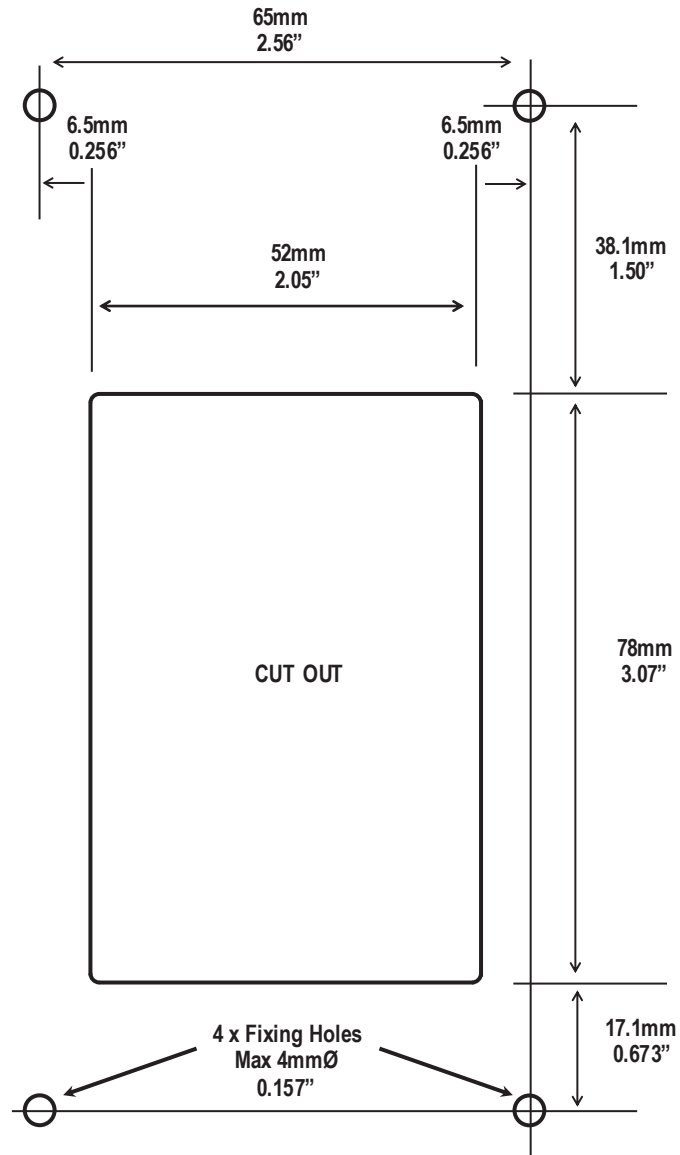 65mm
2.56”
6.5mm
0.256”
6.5mm
0.256”
38.1mm
1.50”
52mm
2.05”
CUT OUT
78mm
3.07”
4 x Fixing Holes
Max 4mmØ
0.157”
17.1mm
0.673”